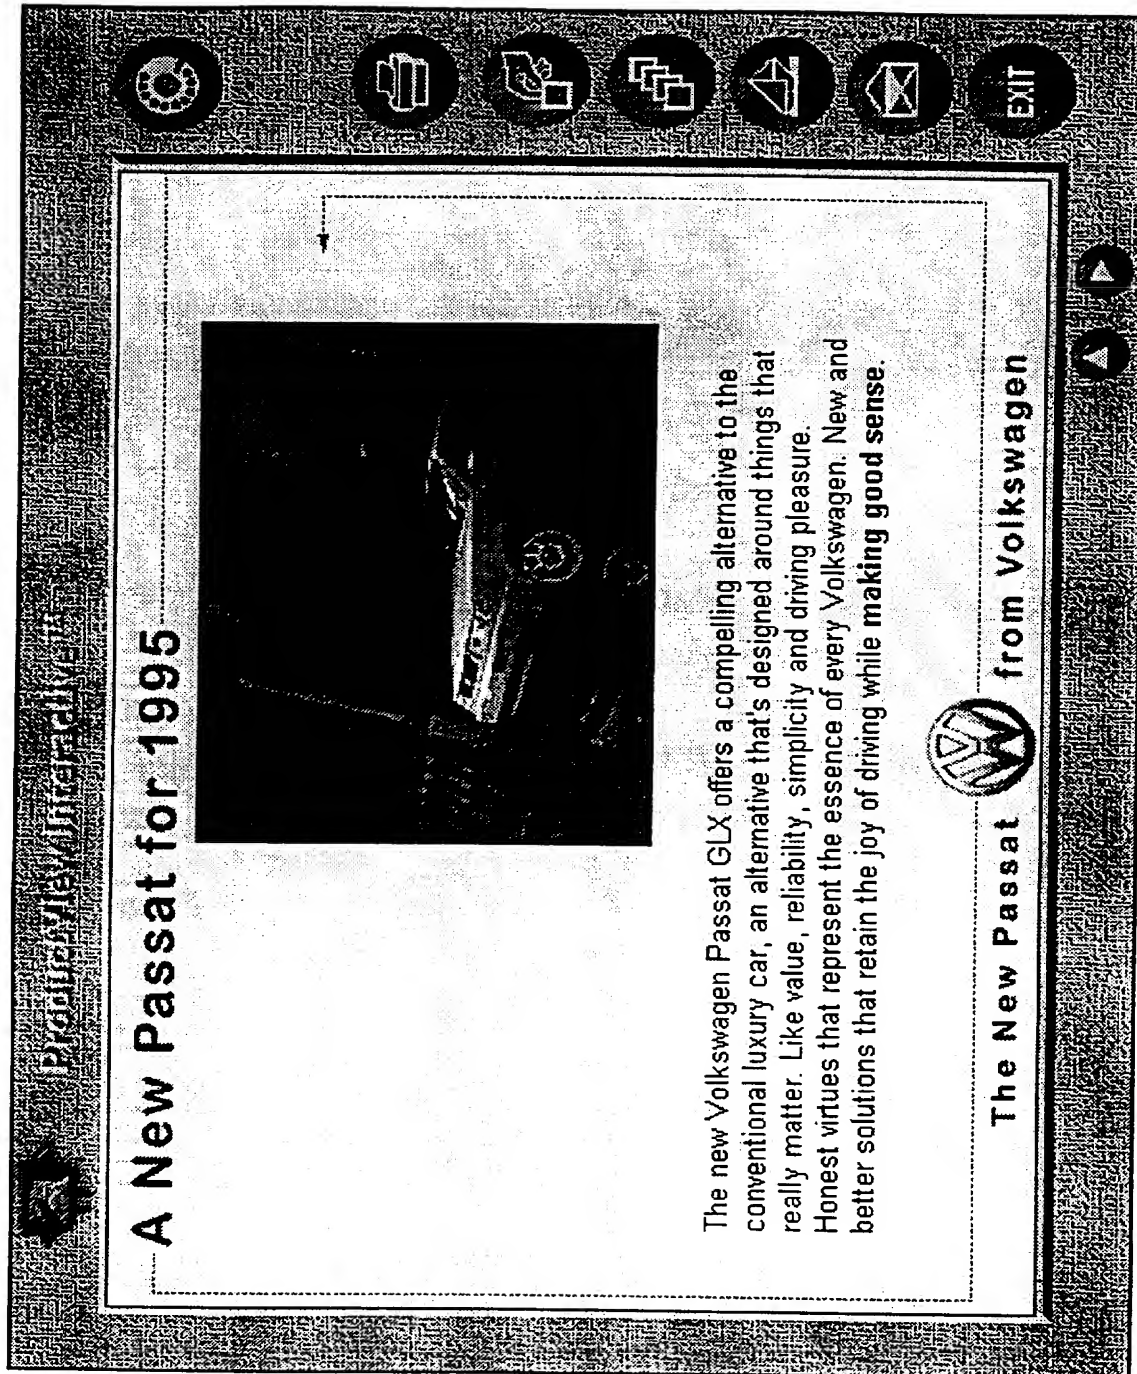 ProductView Interactive
A New Passat for 1995
The new Volkswagen Passat GLX offers a compelling alternative to the
conventional luxury car, an alternative that's designed around things that
really matter. Like value, reliability, simplicity and driving pleasure.
Honest virtues that represent the essence of every Volkswagen. New and
better solutions that retain the joy of driving while making good sense.
The New Passat
from Volkswagen
EXIT